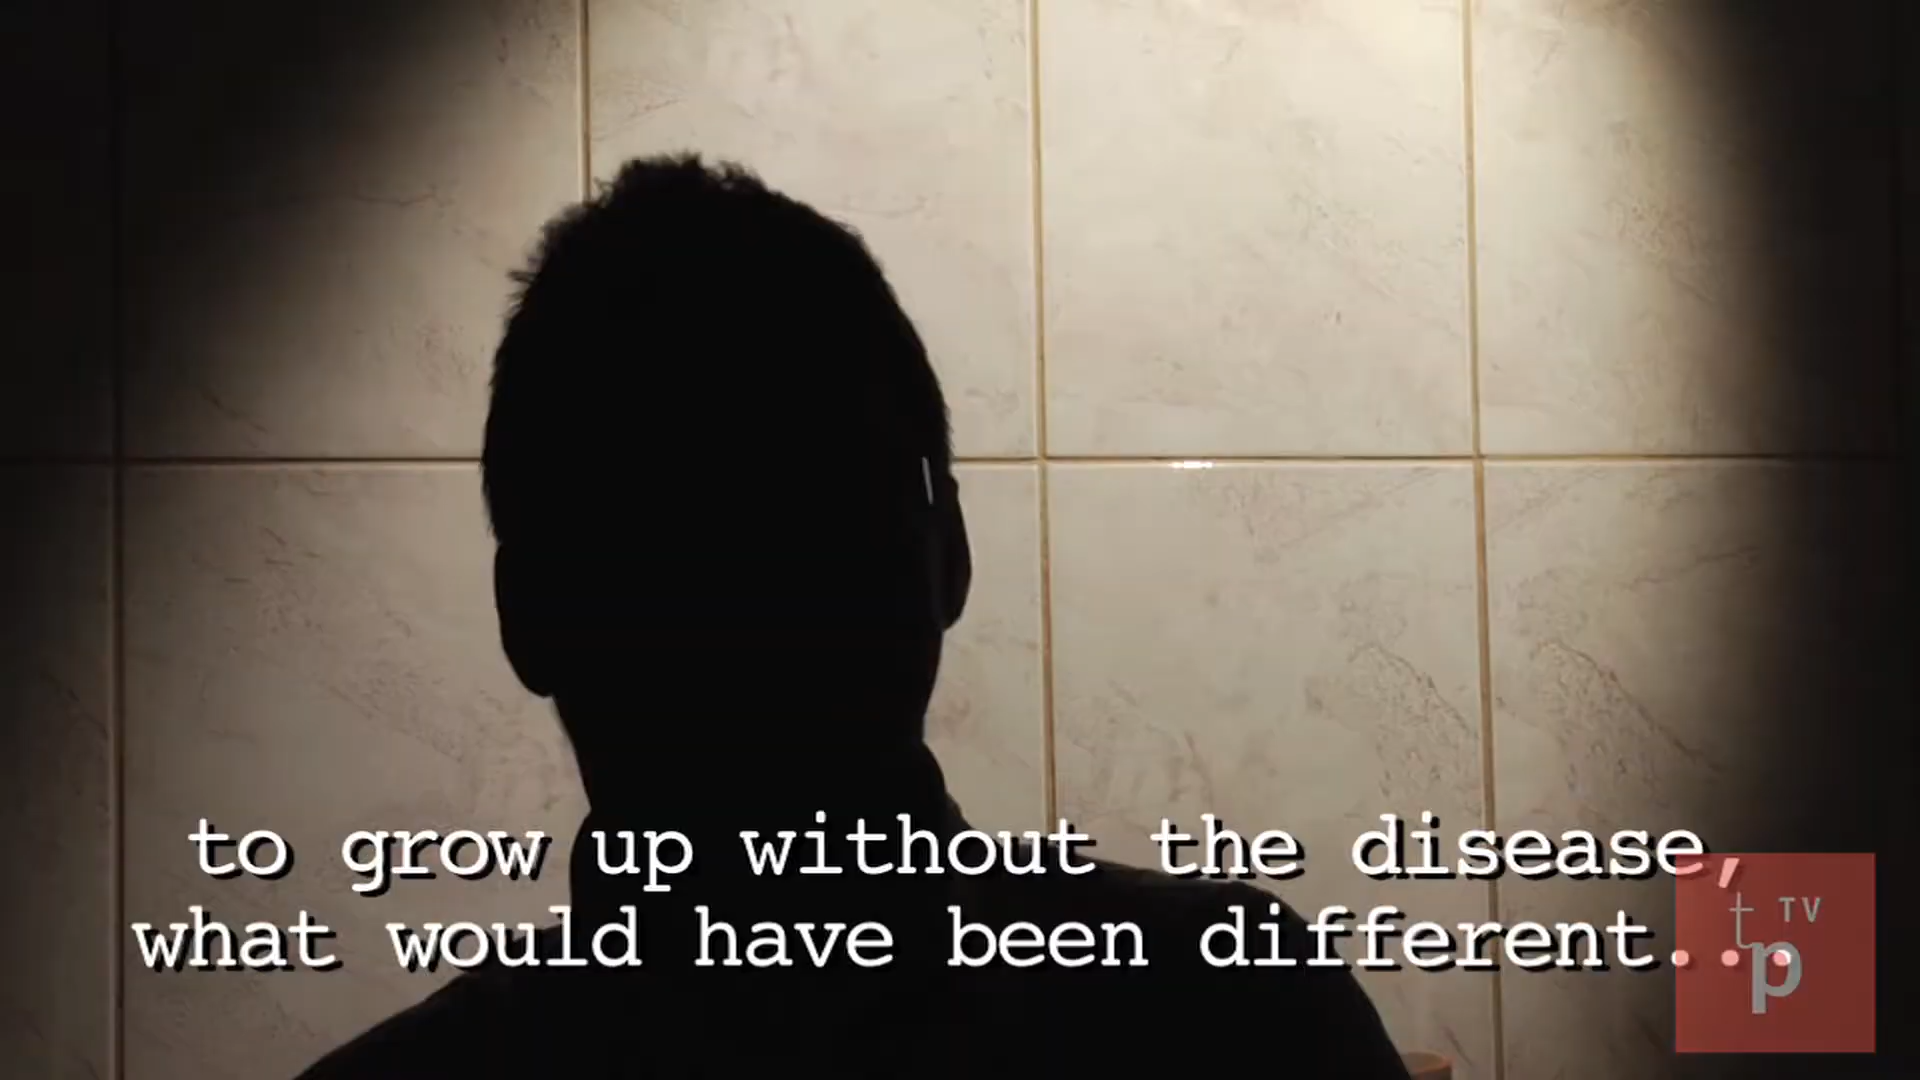 to grow up without the disease,
what would have been different...
t TV
p